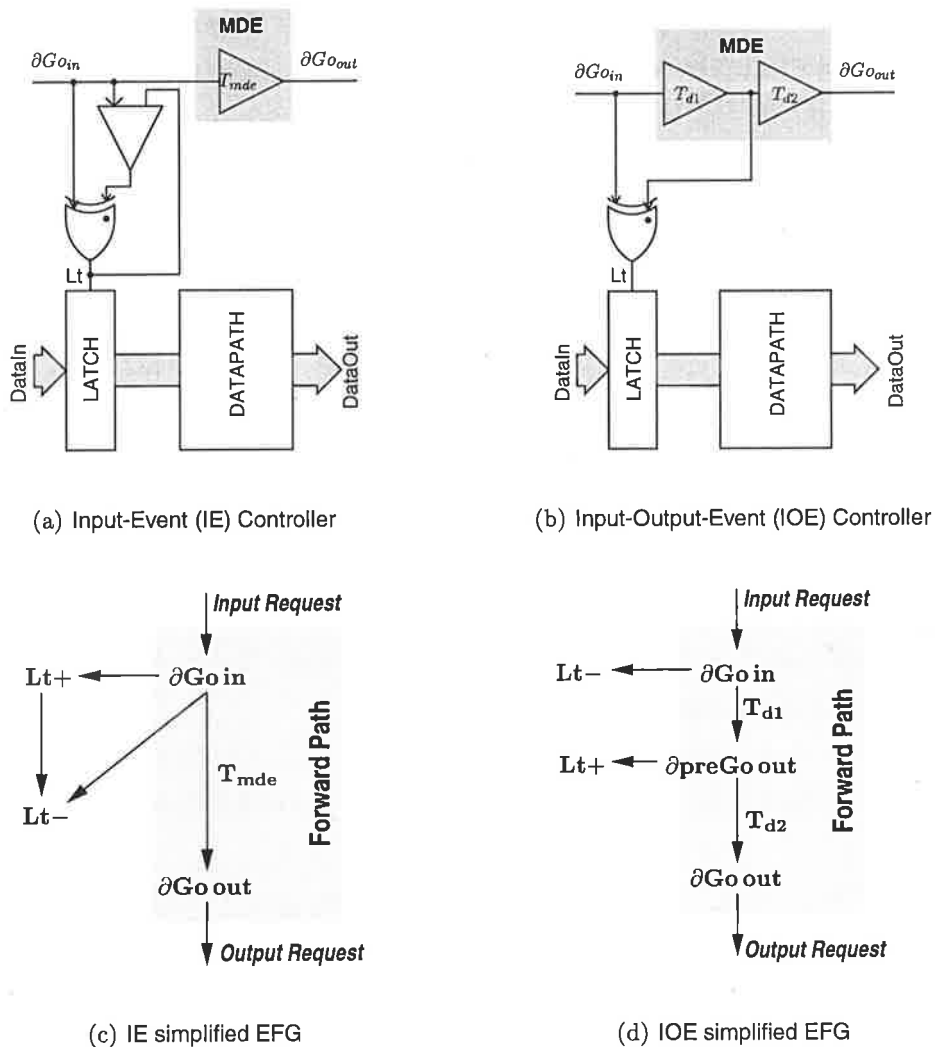 MDE
∂Go_in
T_mde
∂Go_out
Lt
DataIn
LATCH
DATAPATH
DataOut
(a) Input-Event (IE) Controller
MDE
∂Go_in
T_d1
T_d2
∂Go_out
Lt
DataIn
LATCH
DATAPATH
DataOut
(b) Input-Output-Event (IOE) Controller
Input Request
Lt+
∂Go in
T_mde
Lt−
Forward Path
∂Go out
Output Request
(c) IE simplified EFG
Input Request
Lt−
∂Go in
T_d1
Lt+
∂preGo out
T_d2
Forward Path
∂Go out
Output Request
(d) IOE simplified EFG